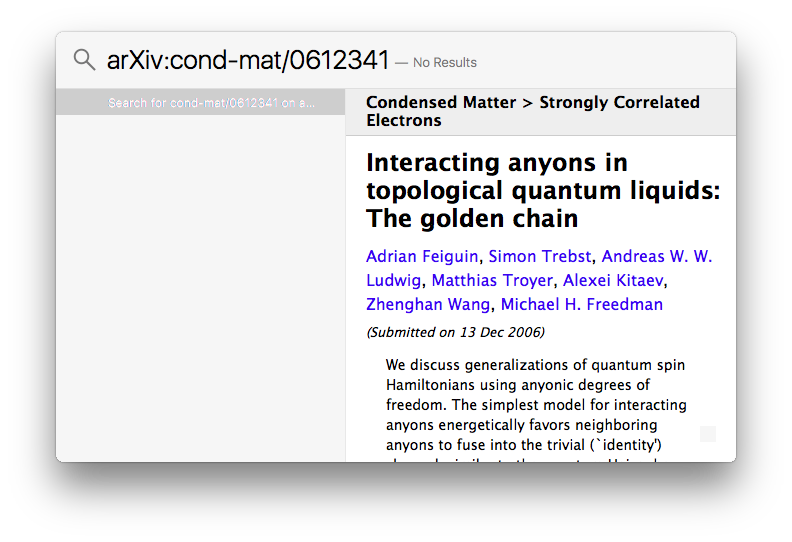 arXiv:cond-mat/0612341 — No Results
Search for cond-mat/0612341 on a...
Condensed Matter > Strongly Correlated
Electrons
Interacting anyons in
topological quantum liquids:
The golden chain
Adrian Feiguin, Simon Trebst, Andreas W. W.
Ludwig, Matthias Troyer, Alexei Kitaev,
Zhenghan Wang, Michael H. Freedman
(Submitted on 13 Dec 2006)
We discuss generalizations of quantum spin
Hamiltonians using anyonic degrees of
freedom. The simplest model for interacting
anyons energetically favors neighboring
anyons to fuse into the trivial (`identity')